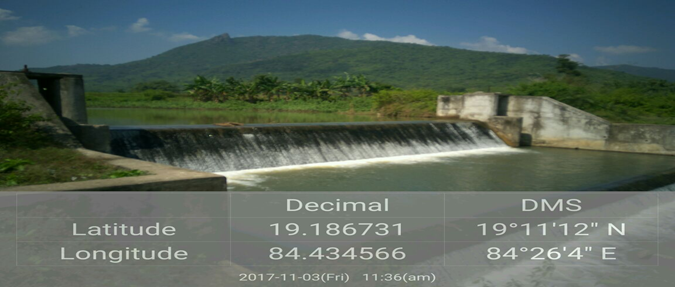 Decimal DMS
Latitude 19.186731 19°11'12" N
Longitude 84.434566 84°26'4" E
2017-11-03(Fri) 11:36(am)